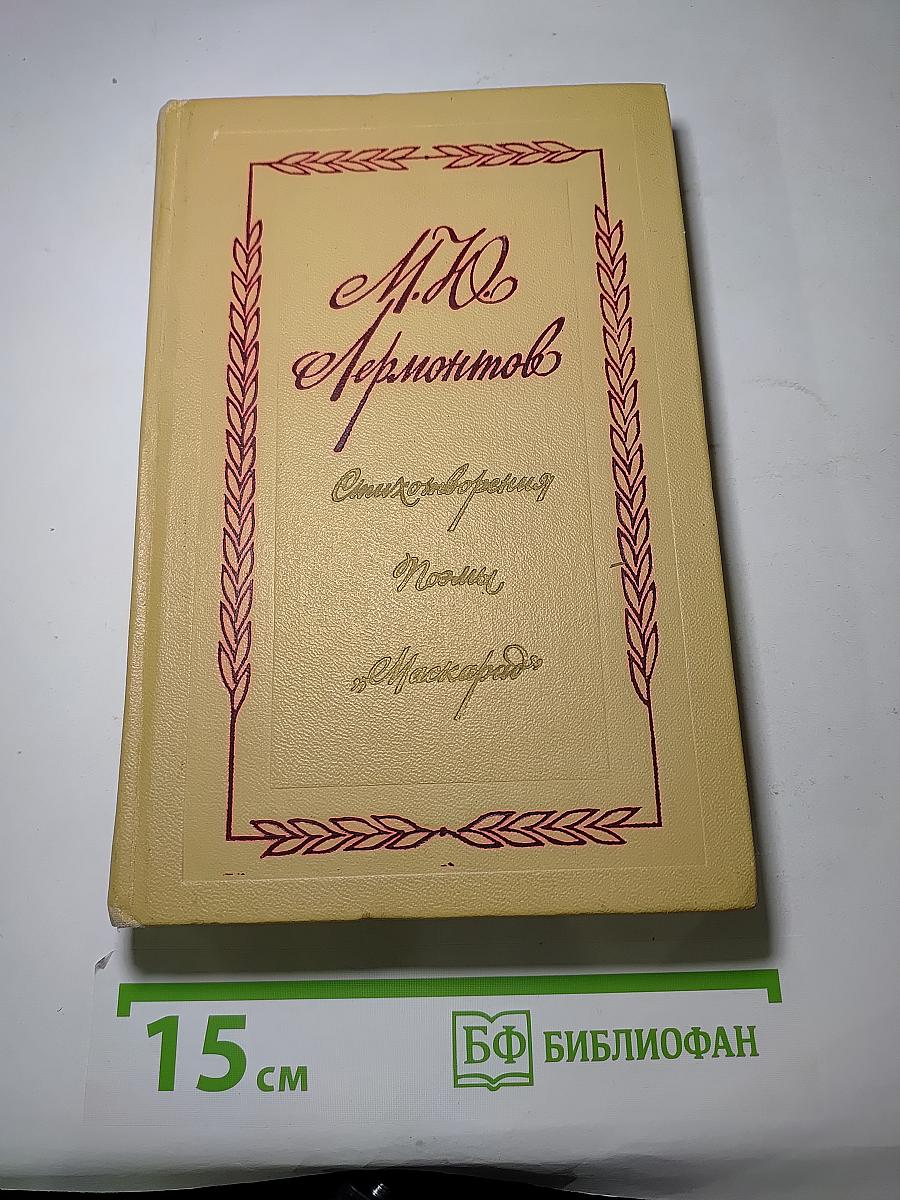 М.Ю.
Лермонтов
Стихотворения
Поэмы
„Маскарад“
15 см
БФ БИБЛИОФАН